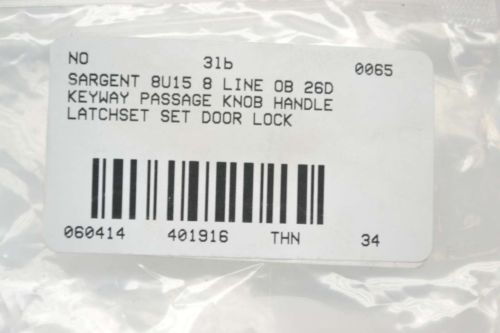 NO 3lb 0065
SARGENT 8U15 8 LINE OB 26D
KEYWAY PASSAGE KNOB HANDLE
LATCHSET SET DOOR LOCK
060414 401916 THN 34